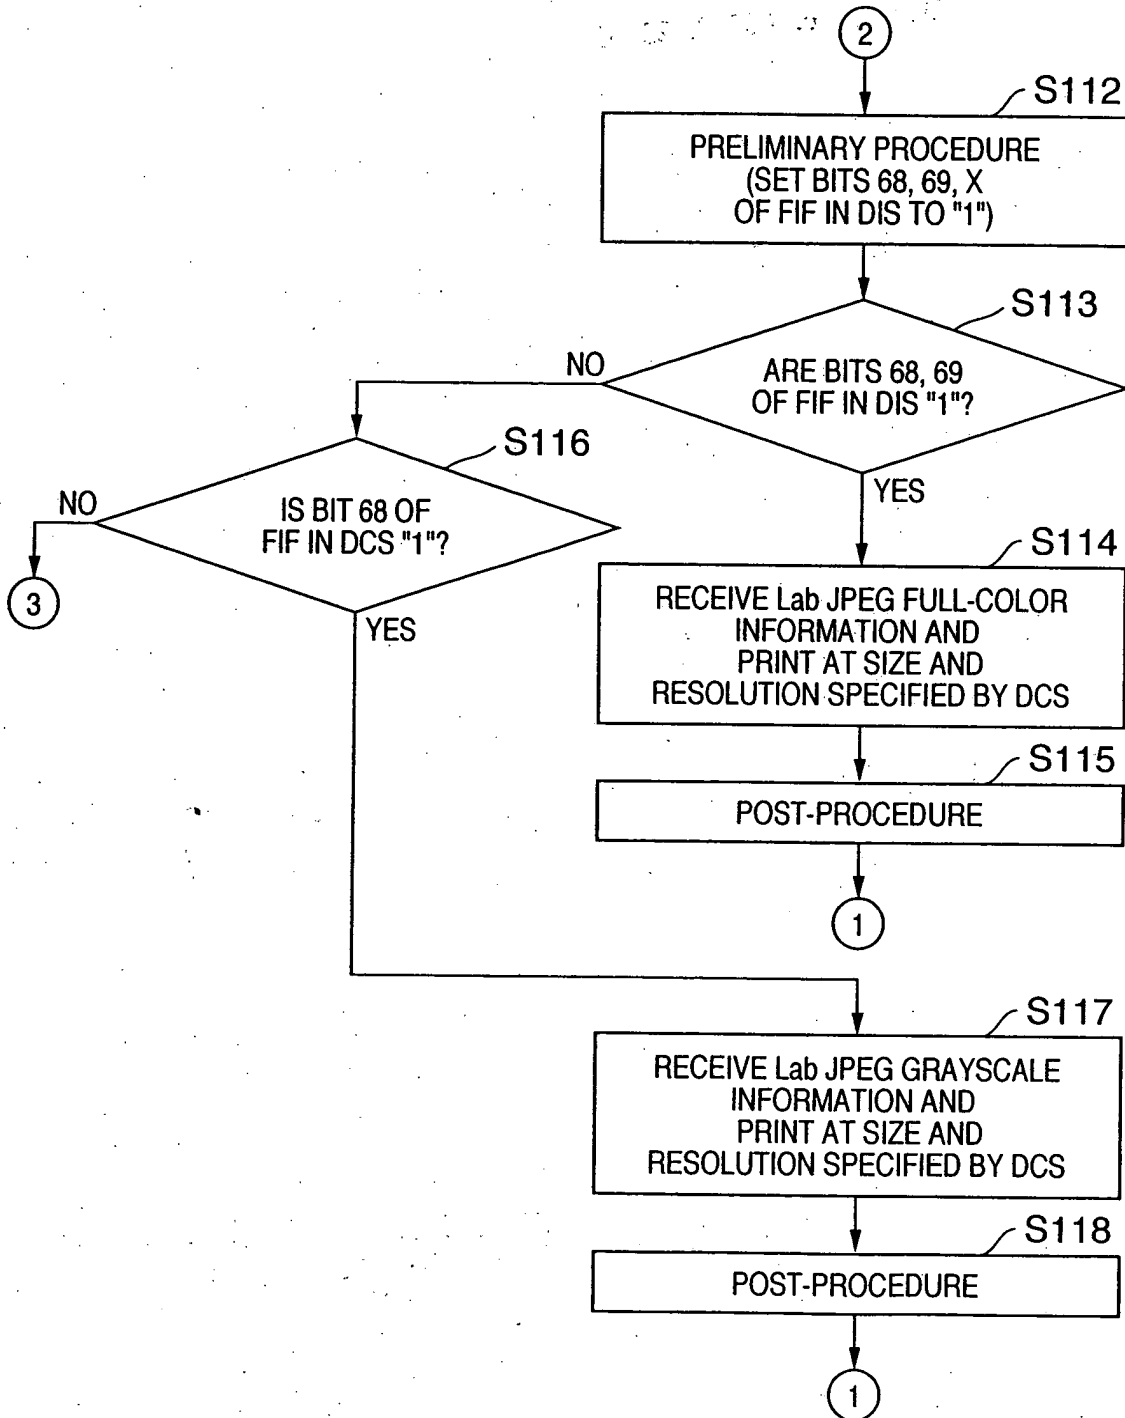 2
S112
PRELIMINARY PROCEDURE
(SET BITS 68, 69, X
OF FIF IN DIS TO "1")
S113
ARE BITS 68, 69
OF FIF IN DIS "1"?
NO
YES
S116
IS BIT 68 OF
FIF IN DCS "1"?
NO
3
YES
S114
RECEIVE Lab JPEG FULL-COLOR
INFORMATION AND
PRINT AT SIZE AND
RESOLUTION SPECIFIED BY DCS
S115
POST-PROCEDURE
1
S117
RECEIVE Lab JPEG GRAYSCALE
INFORMATION AND
PRINT AT SIZE AND
RESOLUTION SPECIFIED BY DCS
S118
POST-PROCEDURE
1